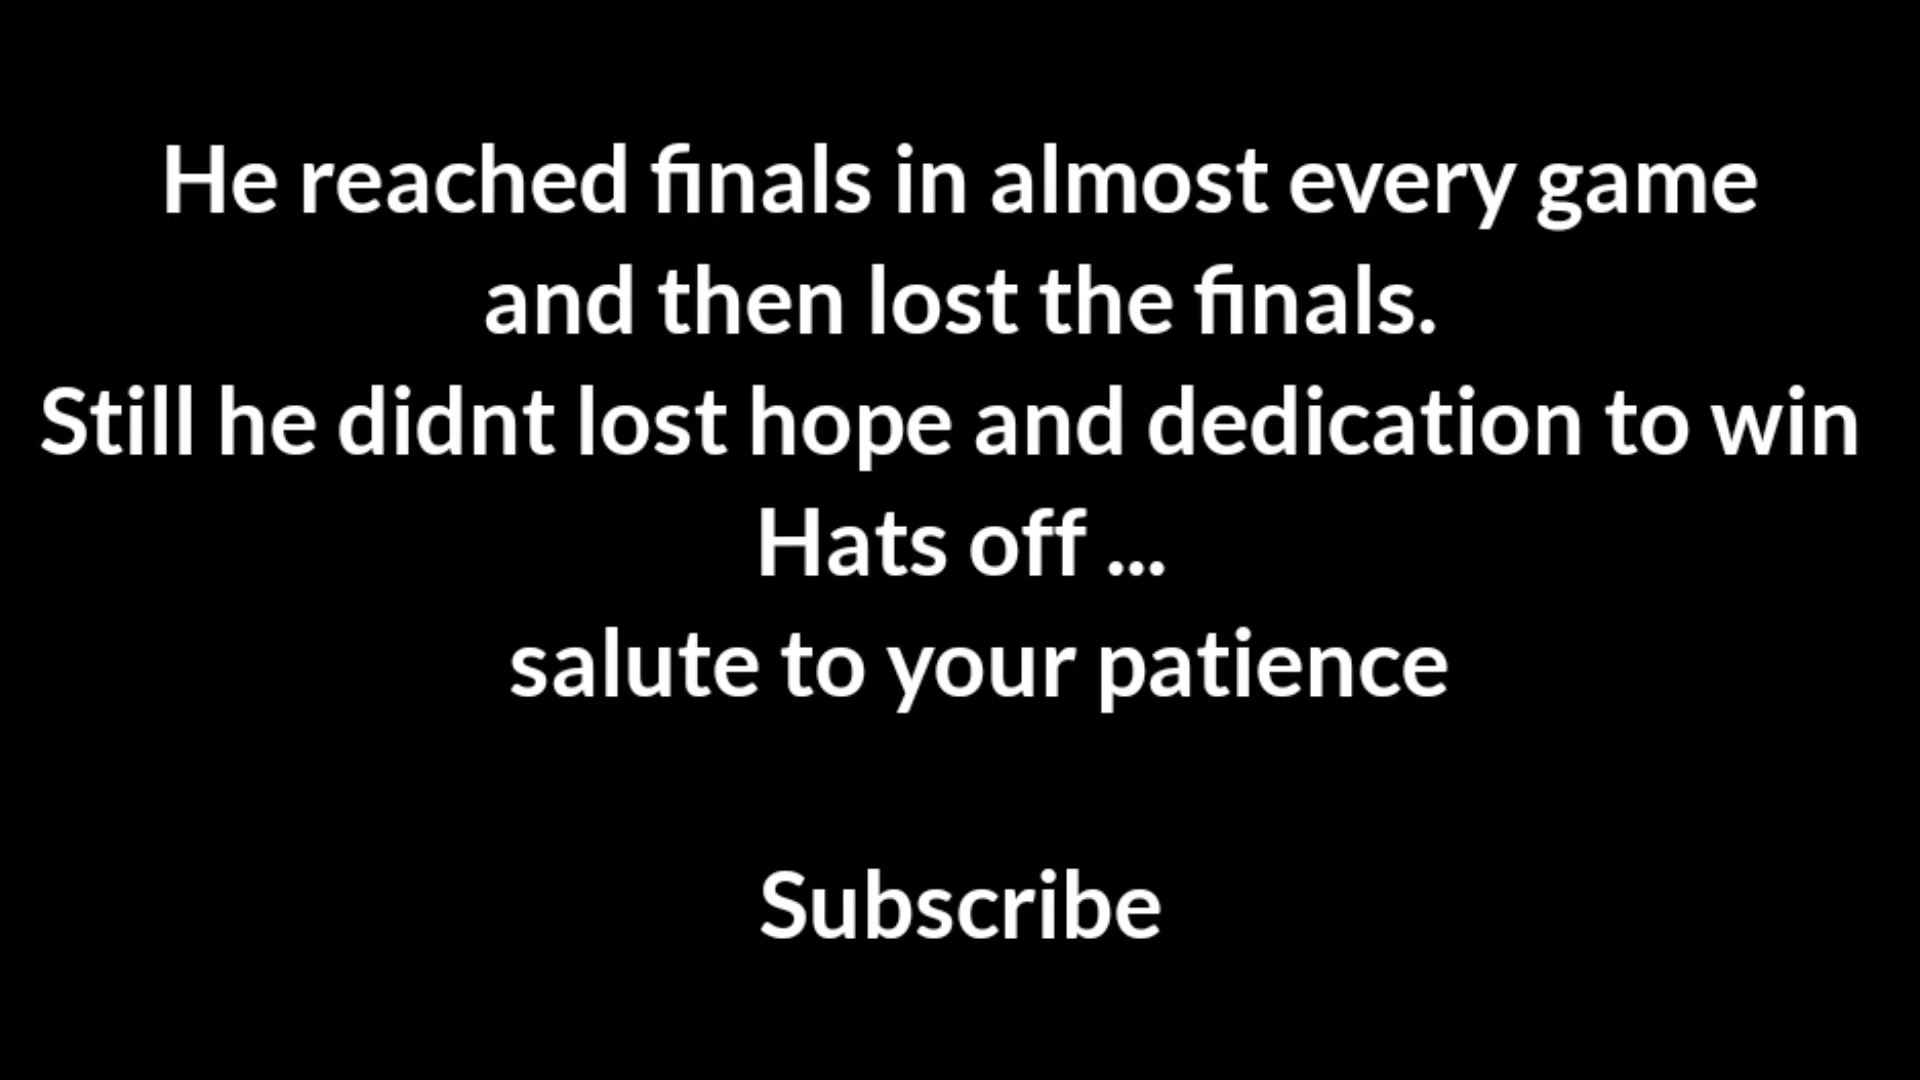 He reached finals in almost every game
and then lost the finals.
Still he didnt lost hope and dedication to win
Hats off ...
salute to your patience
Subscribe